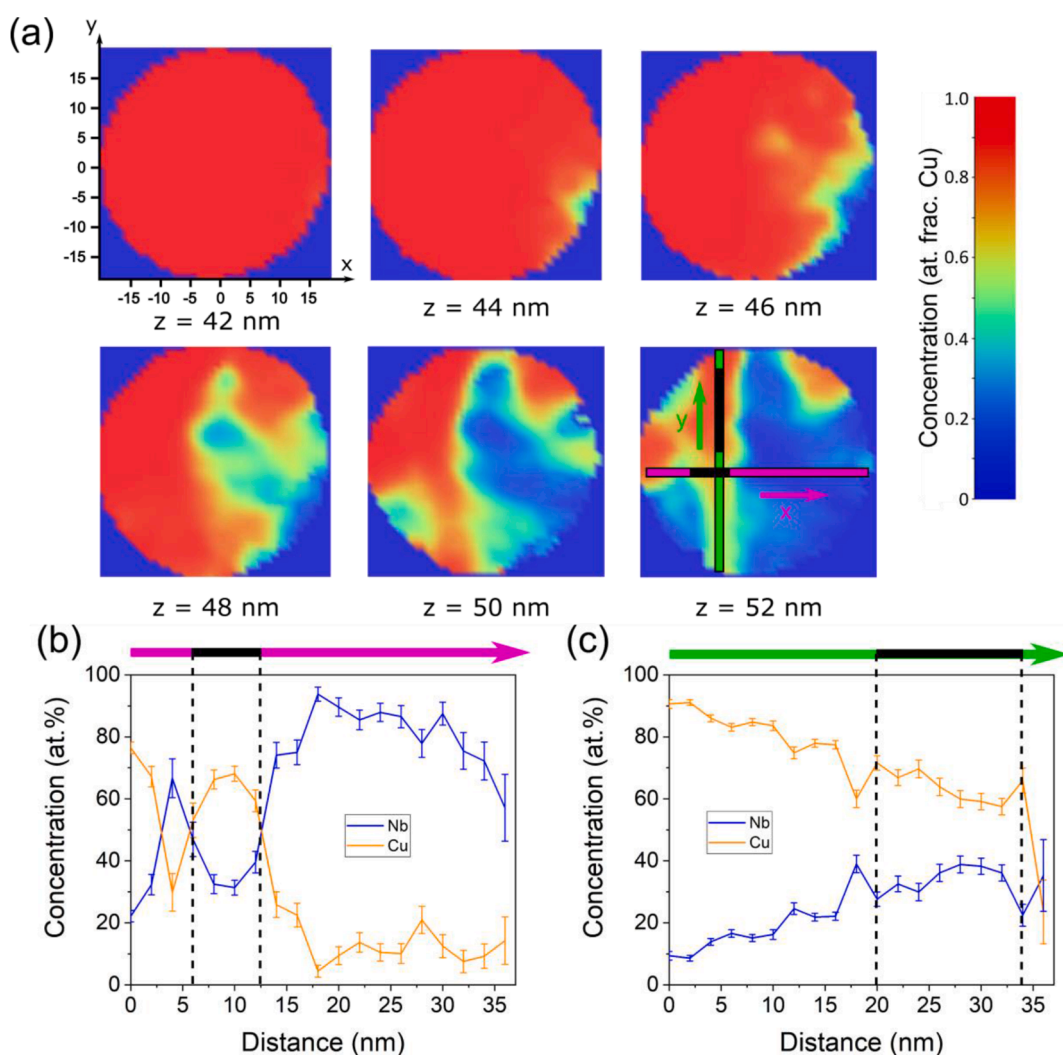 (a)
y
15
10
5
0
-5
-10
-15
x
-15 -10 -5 0 5 10 15
z = 42 nm
z = 44 nm
z = 46 nm
1.0
0.8
0.6
0.4
0.2
0
Concentration (at. frac. Cu)
y
x
z = 48 nm
z = 50 nm
z = 52 nm
(b)
100
80
60
40
20
0
Concentration (at.%)
Nb
Cu
0 5 10 15 20 25 30 35
Distance (nm)
(c)
100
80
60
40
20
0
Concentration (at.%)
Nb
Cu
0 5 10 15 20 25 30 35
Distance (nm)